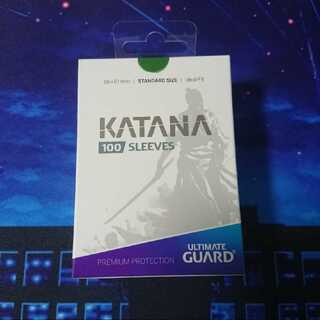 STANDARD SIZE
KATANA
100 SLEEVES
ULTIMATE
GUARD
PREMIUM PROTECTION